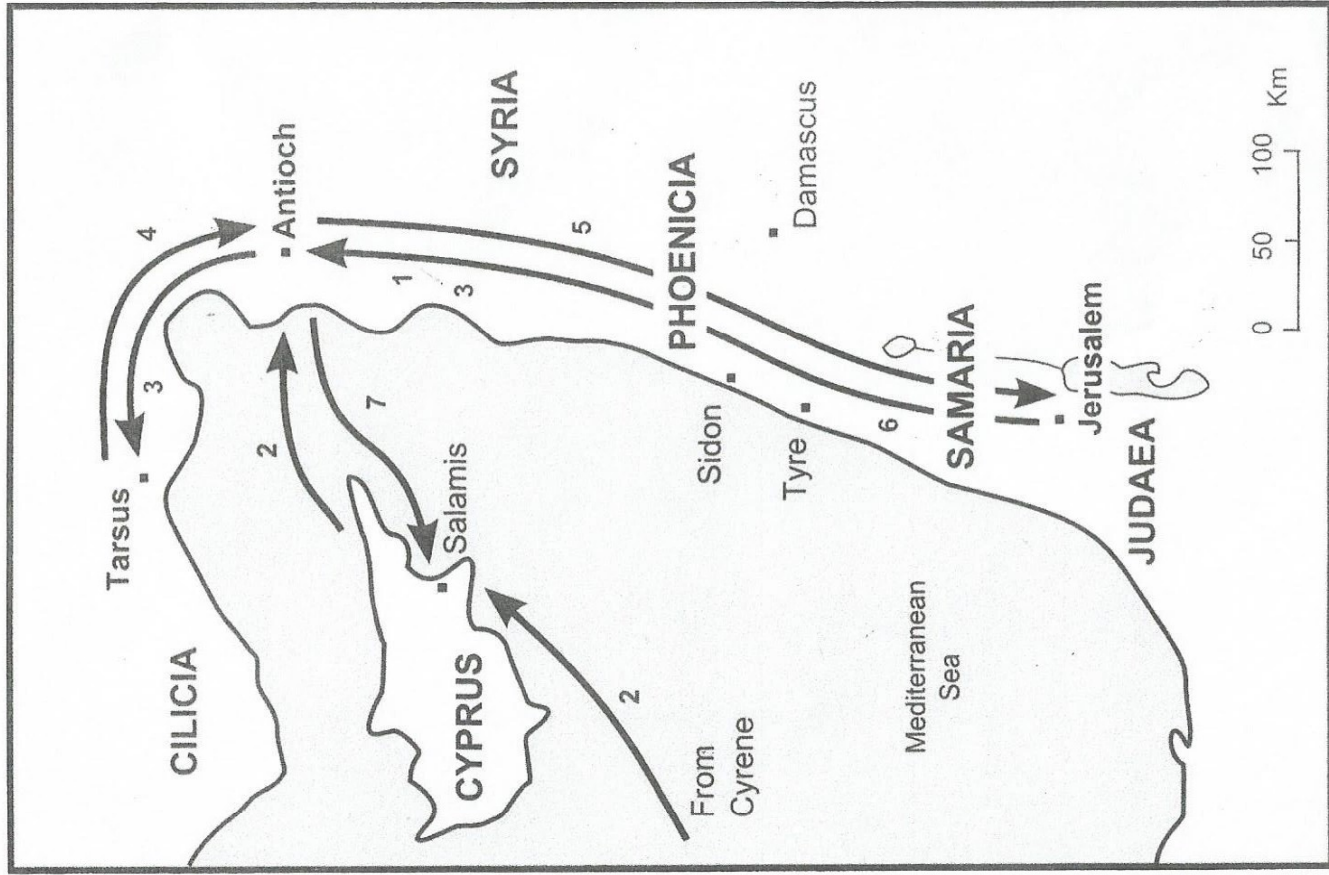 CILICIA
Tarsus
3
4
Antioch
2
7
1
3
5
SYRIA
CYPRUS
Salamis
2
From
Cyrene
PHOENICIA
Sidon
Tyre
Damascus
6
SAMARIA
Mediterranean
Sea
Jerusalem
JUDAEA
0 50 100
Km